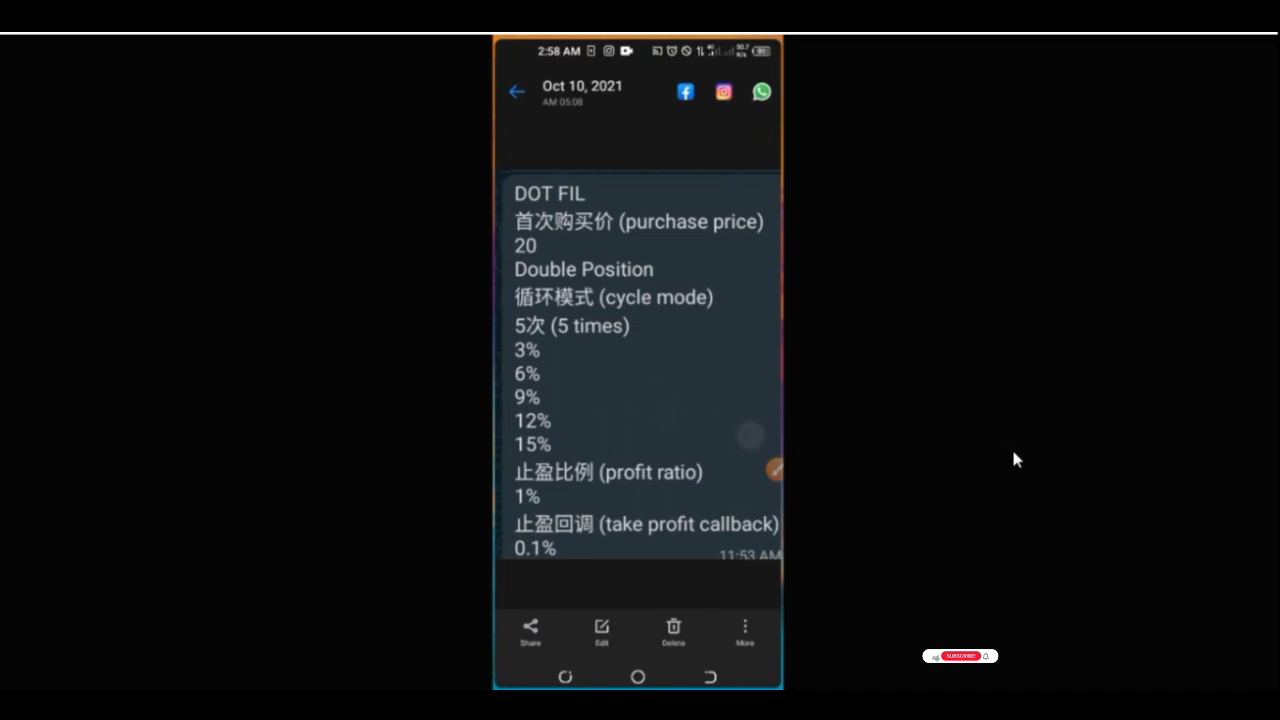 2:58 AM
Oct 10, 2021
AM 05:08
DOT FIL
首次购买价 (purchase price)
20
Double Position
循环模式 (cycle mode)
5次 (5 times)
3%
6%
9%
12%
15%
止盈比例 (profit ratio)
1%
止盈回调 (take profit callback)
0.1%
11:53 AM
Share Edit Delete More
SUBSCRIBE!